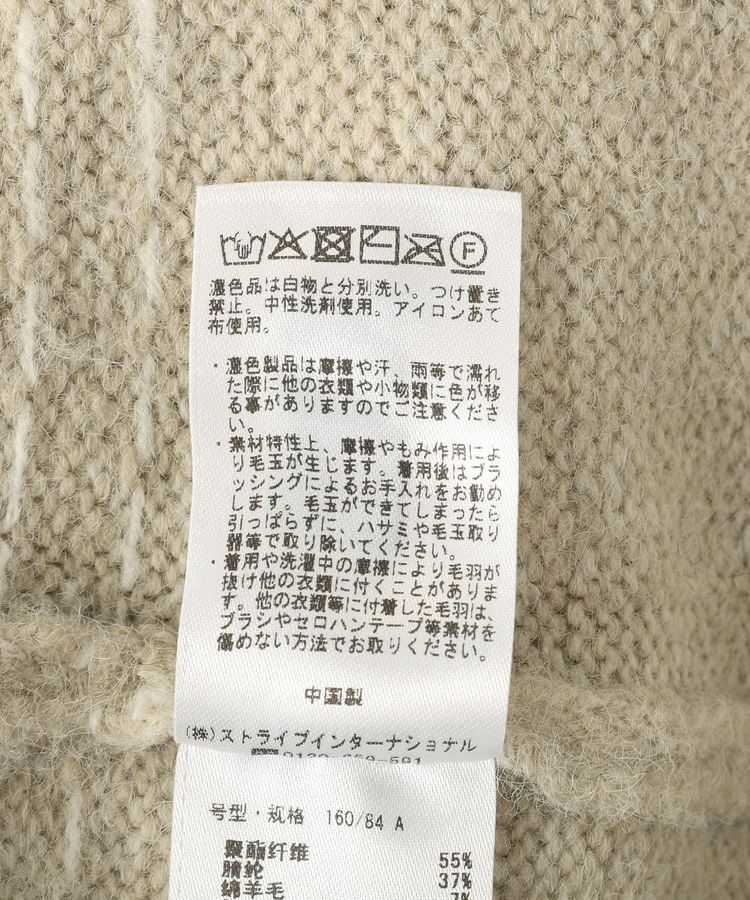 F
濃色品は白物と分別洗い。つけ置き
禁止。中性洗剤使用。アイロンあて
布使用。
・濃色製品は摩擦や汗、雨等で濡れ
た際に他の衣類や小物類に色が移
る事がありますのでご注意くださ
い。
・素材特性上、摩擦やもみ作用によ
り毛玉が生じます。着用後はブラ
ッシングによるお手入れをお勧め
します。毛玉ができてしまったら
引っぱらずに、ハサミや毛玉取り
器等で取り除いてください。
・着用や洗濯中の摩擦により毛羽が
抜け他の衣類に付くことがありま
す。他の衣類等に付着した毛羽は、
ブラシやセロハンテープ等素材を
傷めない方法でお取りください。
中国製
(株)ストライプインターナショナル
号型・规格 160/84 A
聚酯纤维 55%
腈纶 37%
绵羊毛 7%